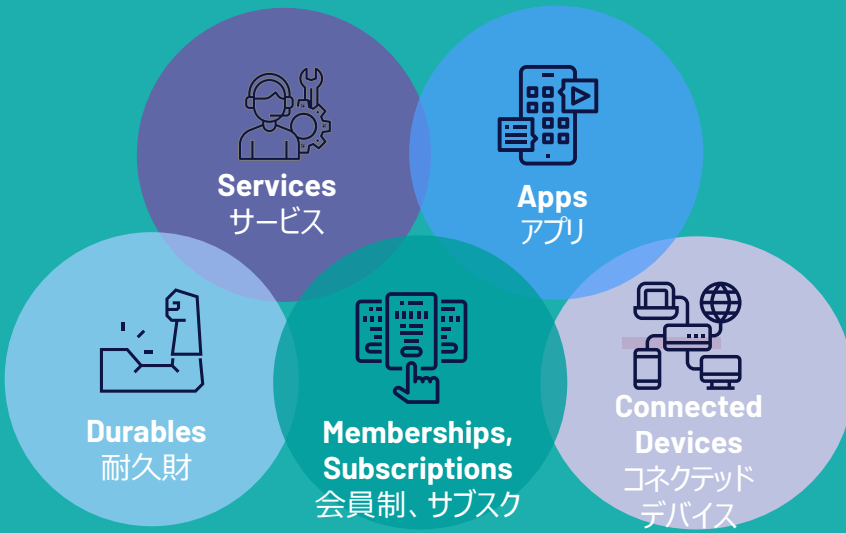 Services
サービス
Apps
アプリ
Durables
耐久財
Memberships,
Subscriptions
会員制、サブスク
Connected
Devices
コネクテッド
デバイス